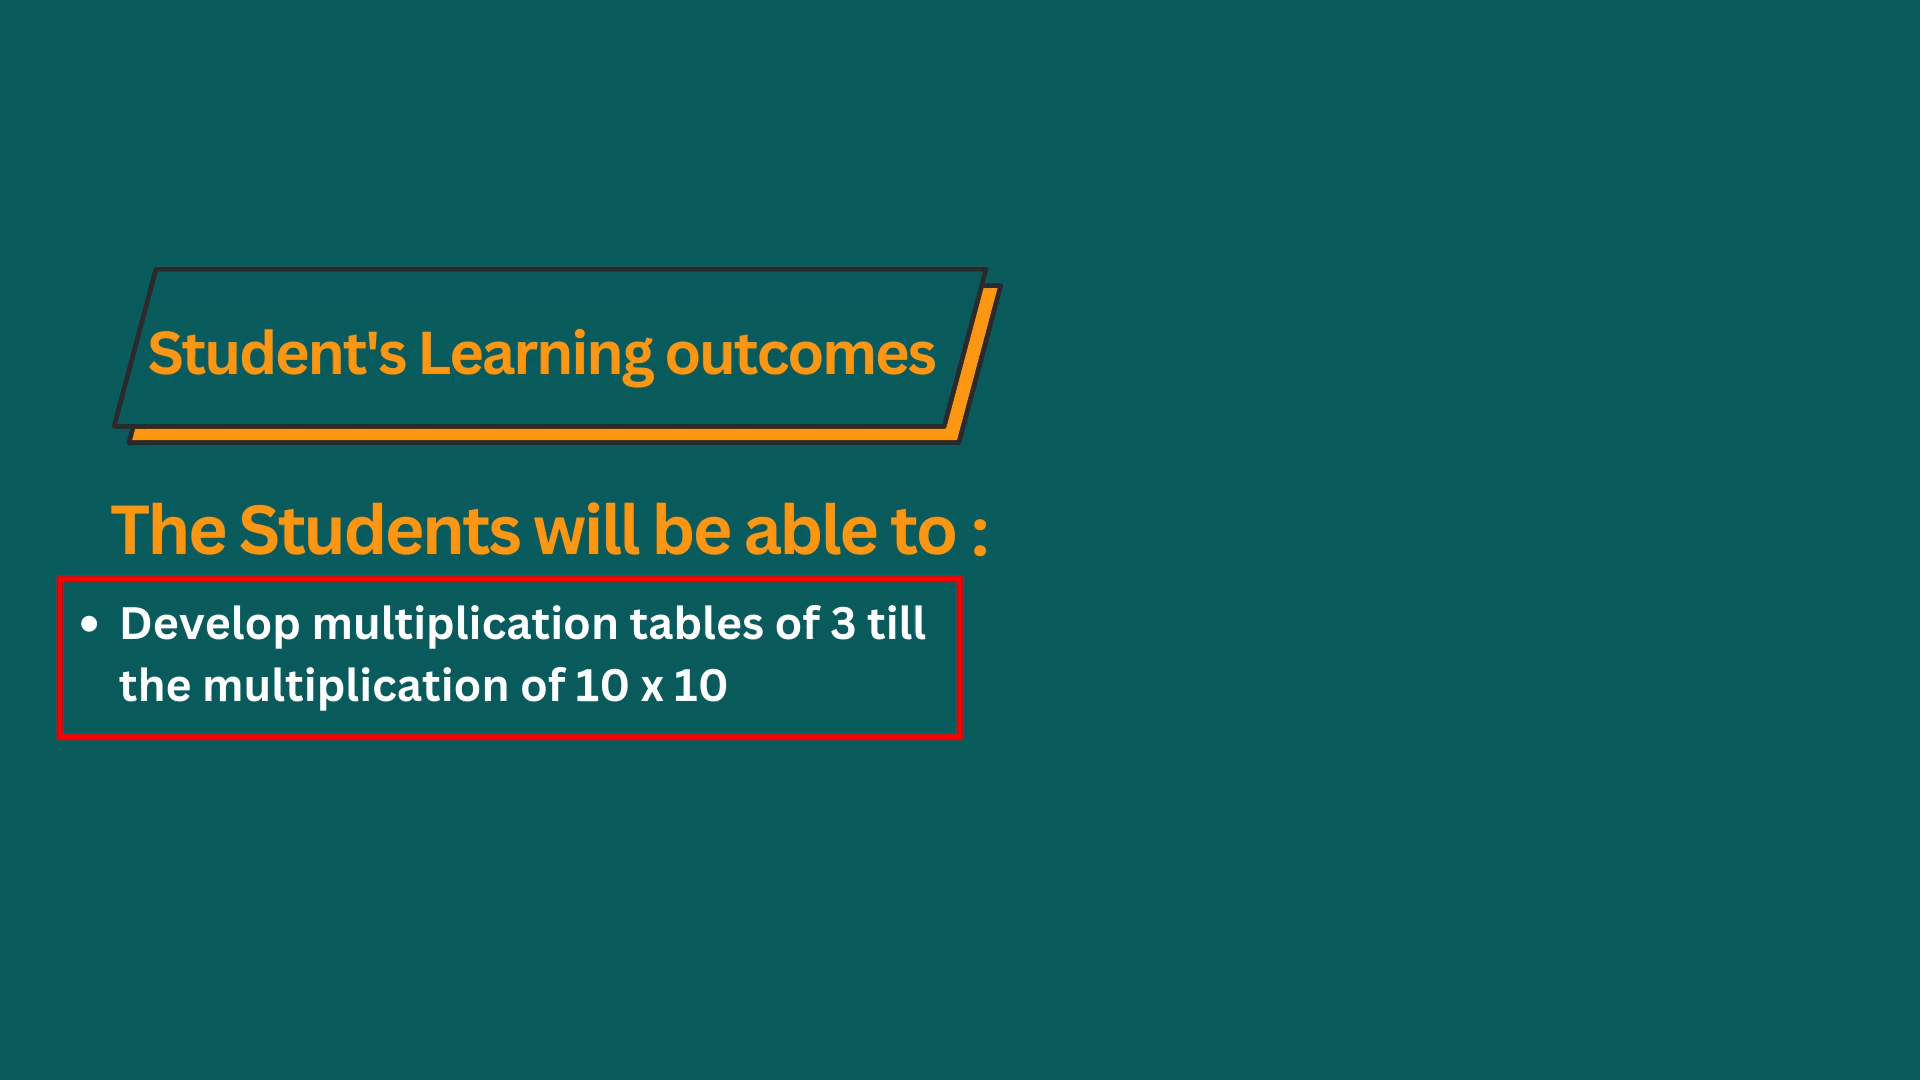 Student's Learning outcomes
The Students will be able to :
• Develop multiplication tables of 3 till
the multiplication of 10 x 10